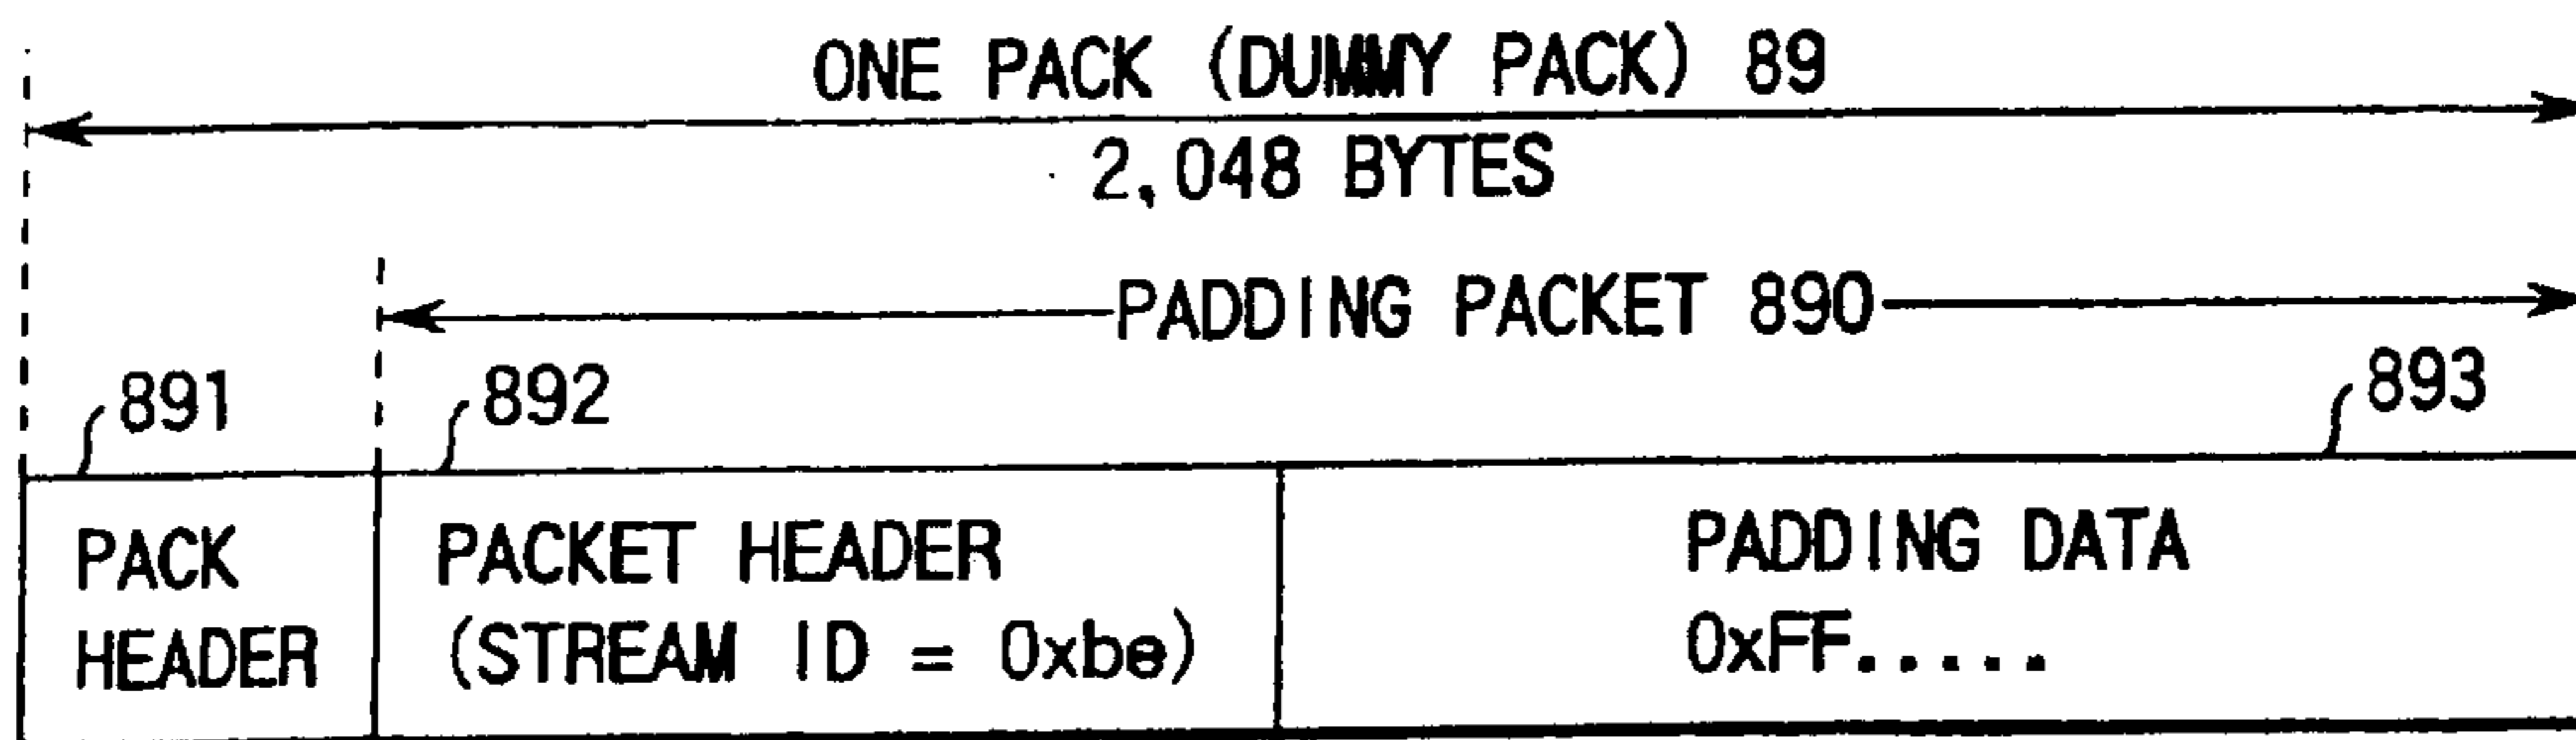 ONE PACK (DUMMY PACK) 89
2,048 BYTES
PADDING PACKET 890
891
892
893
PACK
HEADER
PACKET HEADER
(STREAM ID = 0xbe)
PADDING DATA
0xFF.....